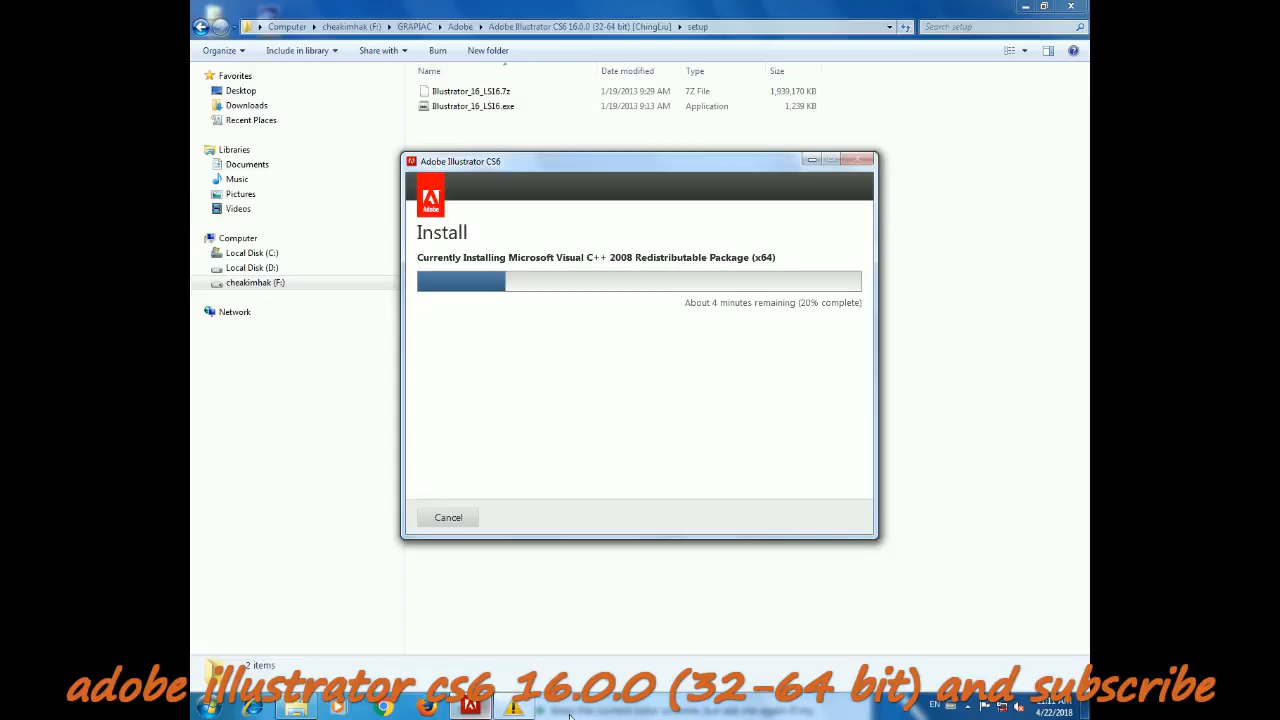 Computer ▸ cheakimhak (F:) ▸ GRAPIAC ▸ Adobe ▸ Adobe Illustrator CS6 16.0.0 (32-64 bit) [ChingLiu] ▸ setup
Search setup
Organize Include in library Share with Burn New folder
Name Date modified Type Size
Illustrator_16_LS16.7z 1/19/2013 9:29 AM 7Z File 1,939,170 KB
Illustrator_16_LS16.exe 1/19/2013 9:13 AM Application 1,239 KB
Favorites
Desktop
Downloads
Recent Places
Libraries
Documents
Music
Pictures
Videos
Computer
Local Disk (C:)
Local Disk (D:)
cheakimhak (F:)
Network
Adobe Illustrator CS6
Adobe
Install
Currently Installing Microsoft Visual C++ 2008 Redistributable Package (x64)
About 4 minutes remaining (20% complete)
Cancel
2 items
adobe illustrator cs6 16.0.0 (32-64 bit) and subscribe
EN
4/22/2018